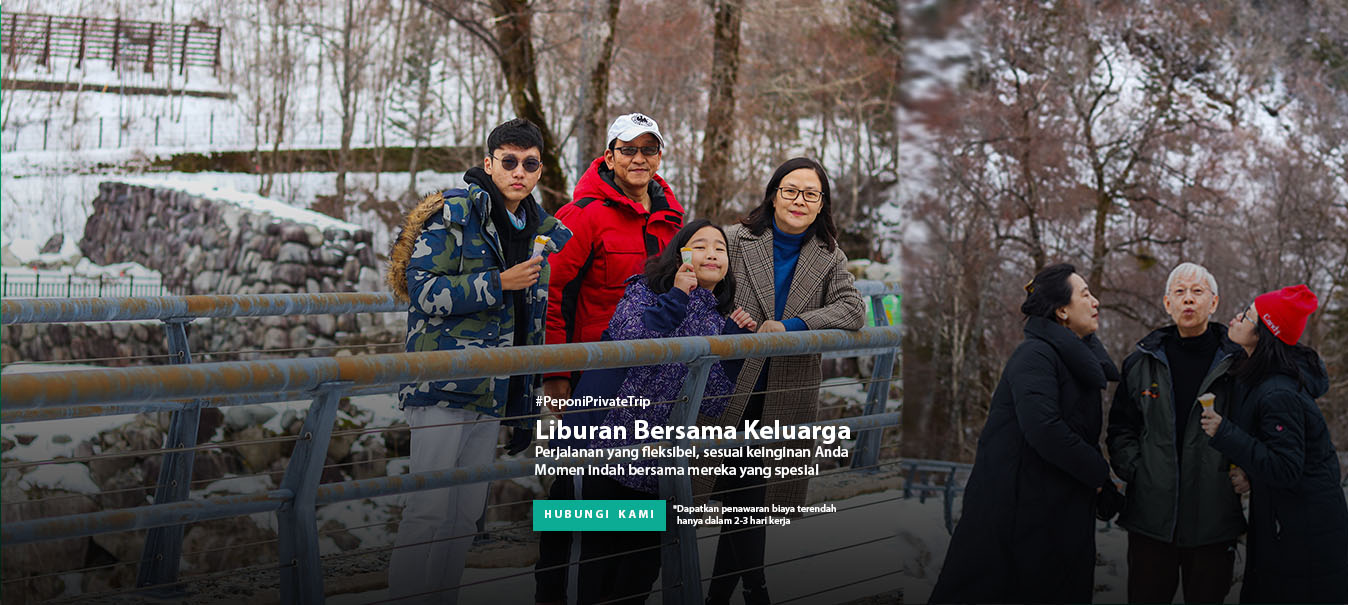 #PeponiPrivateTrip
Liburan Bersama Keluarga
Perjalanan yang fleksibel, sesuai keinginan Anda
Momen indah bersama mereka yang spesial
HUBUNGI KAMI
*Dapatkan penawaran biaya terendah
hanya dalam 2-3 hari kerja